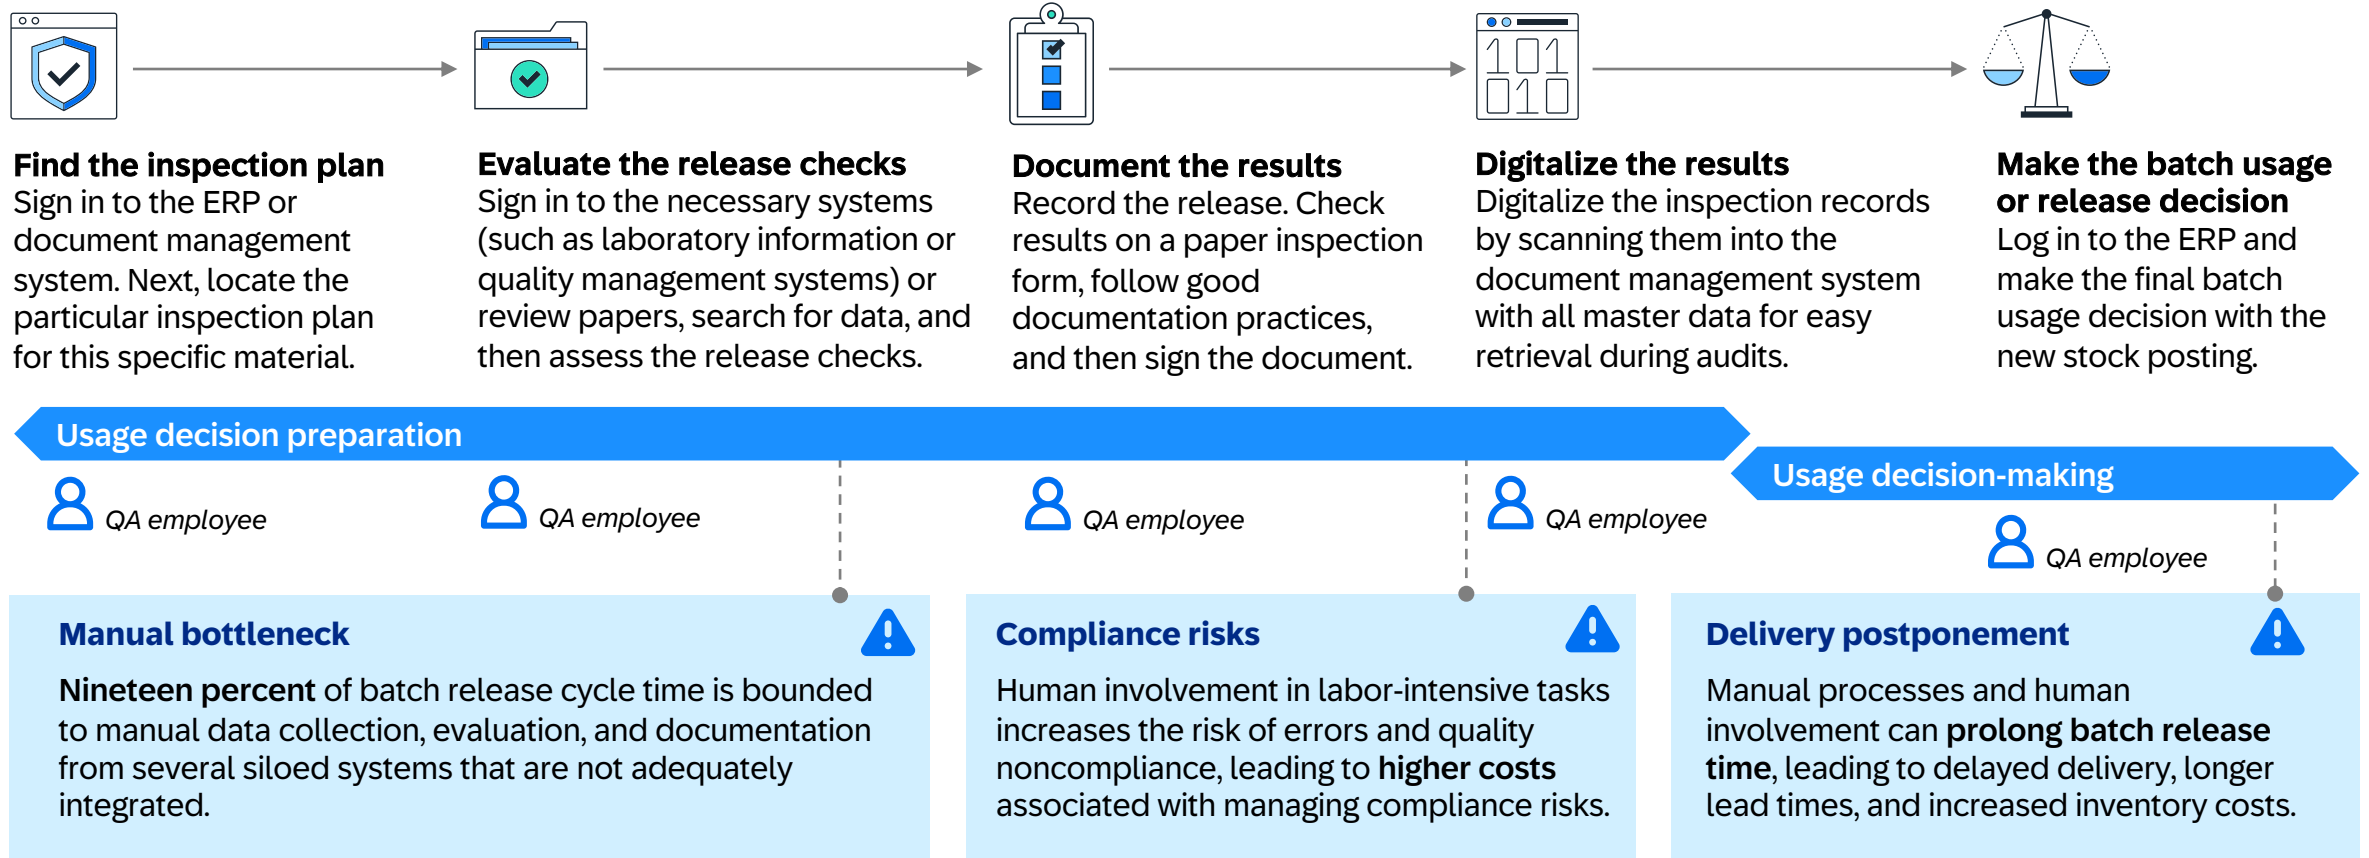 Find the inspection plan
Sign in to the ERP or
document management
system. Next, locate the
particular inspection plan
for this specific material.
Evaluate the release checks
Sign in to the necessary systems
(such as laboratory information or
quality management systems) or
review papers, search for data, and
then assess the release checks.
Document the results
Record the release. Check
results on a paper inspection
form, follow good
documentation practices,
and then sign the document.
101
010
Digitalize the results
Digitalize the inspection records
by scanning them into the
document management system
with all master data for easy
retrieval during audits.
Make the batch usage
or release decision
Log in to the ERP and
make the final batch
usage decision with the
new stock posting.
Usage decision preparation
Usage decision-making
QA employee
QA employee
QA employee
QA employee
QA employee
Manual bottleneck
Nineteen percent of batch release cycle time is bounded
to manual data collection, evaluation, and documentation
from several siloed systems that are not adequately
integrated.
Compliance risks
Human involvement in labor-intensive tasks
increases the risk of errors and quality
noncompliance, leading to higher costs
associated with managing compliance risks.
Delivery postponement
Manual processes and human
involvement can prolong batch release
time, leading to delayed delivery, longer
lead times, and increased inventory costs.